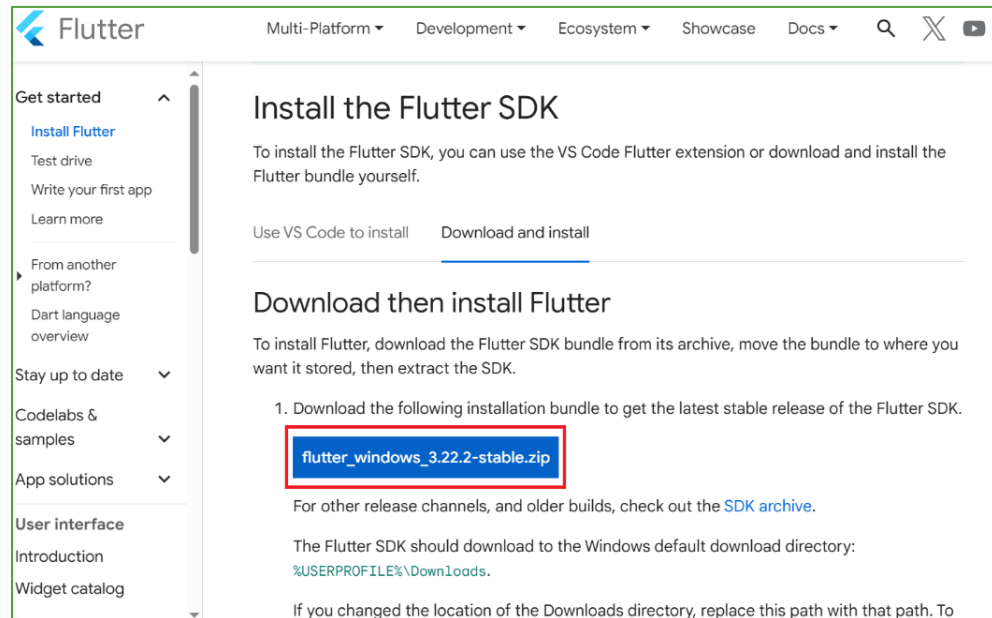 Flutter
Multi-Platform
Development
Ecosystem
Showcase
Docs
Get started
Install Flutter
Test drive
Write your first app
Learn more
From another
platform?
Dart language
overview
Stay up to date
Codelabs &
samples
App solutions
User interface
Introduction
Widget catalog
Install the Flutter SDK
To install the Flutter SDK, you can use the VS Code Flutter extension or download and install the
Flutter bundle yourself.
Use VS Code to install
Download and install
Download then install Flutter
To install Flutter, download the Flutter SDK bundle from its archive, move the bundle to where you
want it stored, then extract the SDK.
1. Download the following installation bundle to get the latest stable release of the Flutter SDK.
flutter_windows_3.22.2-stable.zip
For other release channels, and older builds, check out the SDK archive.
The Flutter SDK should download to the Windows default download directory:
%USERPROFILE%\Downloads.
If you changed the location of the Downloads directory, replace this path with that path. To